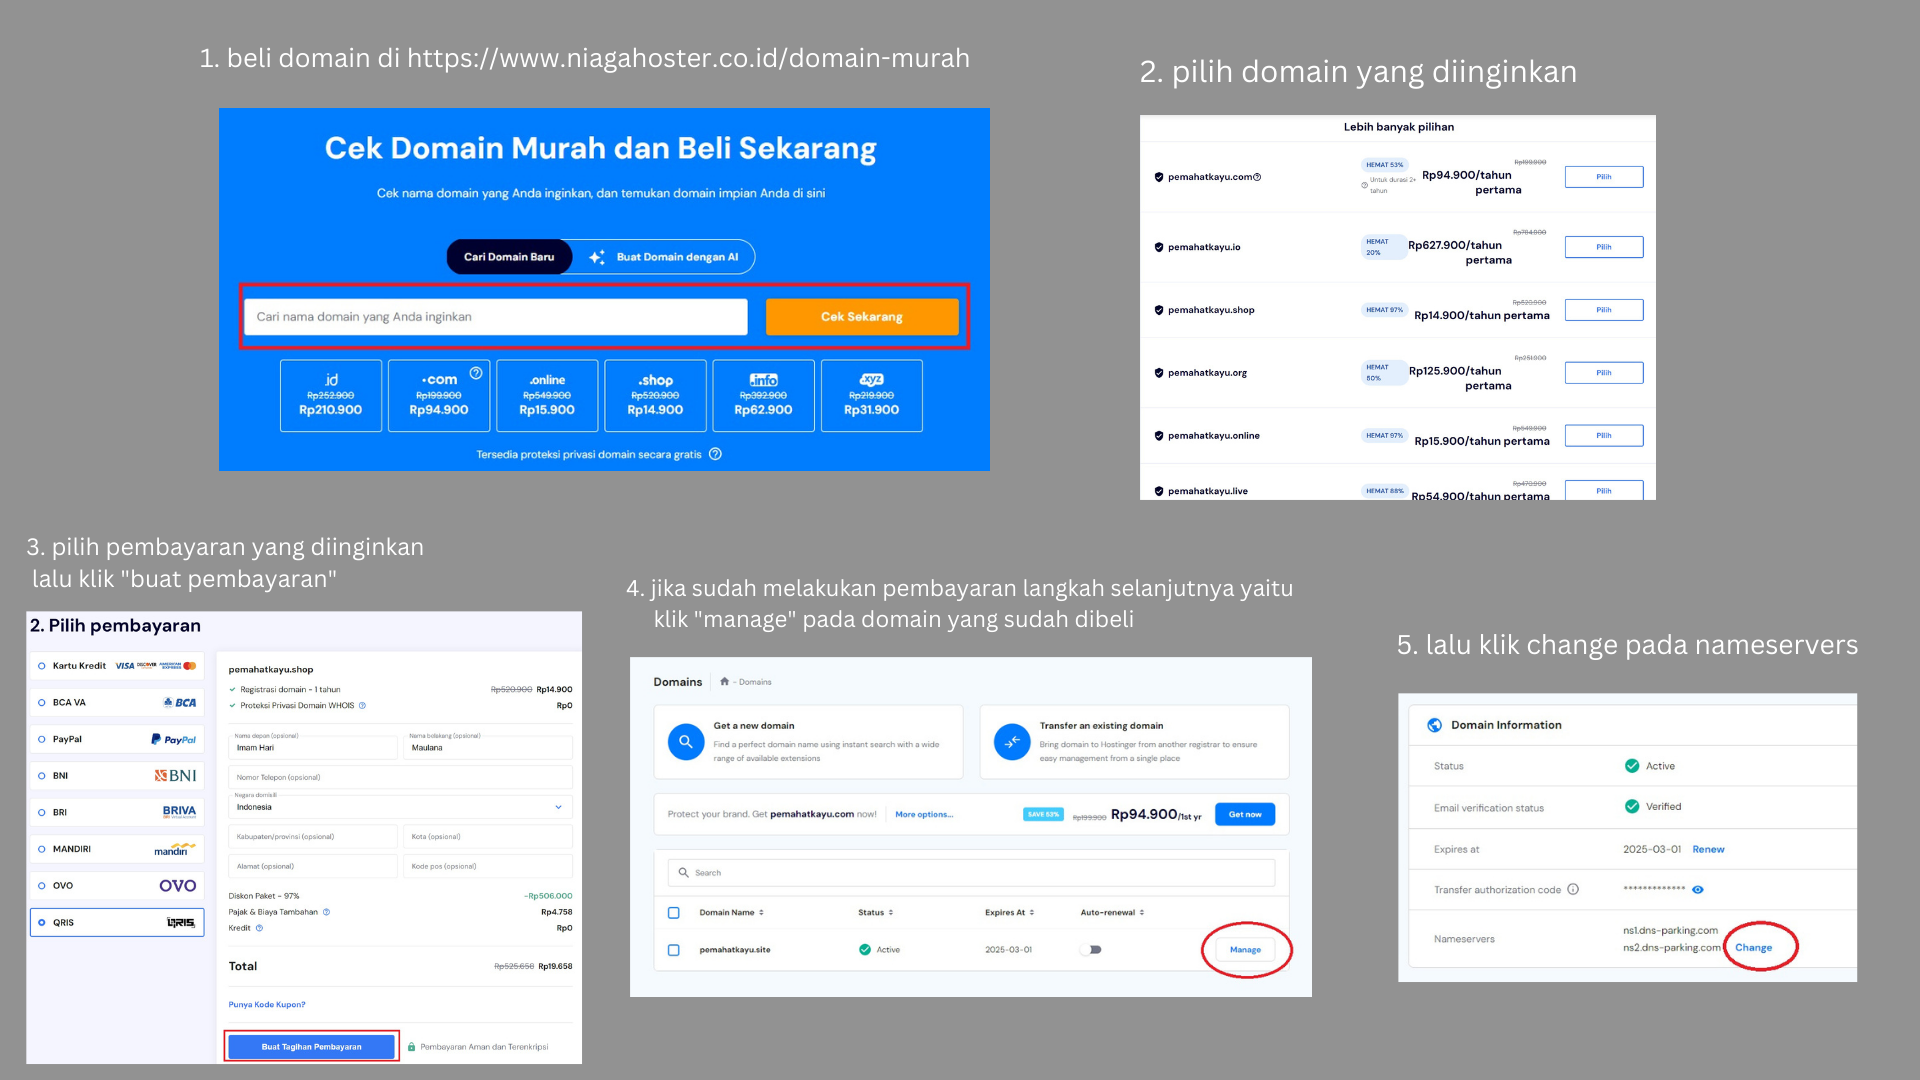 1. beli domain di https://www.niagahoster.co.id/domain-murah
Cek Domain Murah dan Beli Sekarang
Cek nama domain yang Anda inginkan, dan temukan domain impian Anda di sini
Cari Domain Baru
Buat Domain dengan AI
Cari nama domain yang Anda inginkan
Cek Sekarang
.id
Rp252.900
Rp210.900
.com
Rp199.900
Rp94.900
.online
Rp549.900
Rp15.900
.shop
Rp520.900
Rp14.900
.info
Rp392.900
Rp62.900
.xyz
Rp219.900
Rp31.900
Tersedia proteksi privasi domain secara gratis
2. pilih domain yang diinginkan
Lebih banyak pilihan
pemahatkayu.com
HEMAT 53%
Untuk durasi 2+
tahun
Rp199.900
Rp94.900/tahun
pertama
Pilih
pemahatkayu.io
HEMAT
20%
Rp784.900
Rp627.900/tahun
pertama
Pilih
pemahatkayu.shop
HEMAT 97%
Rp520.900
Rp14.900/tahun pertama
Pilih
pemahatkayu.org
HEMAT
50%
Rp251.900
Rp125.900/tahun
pertama
Pilih
pemahatkayu.online
HEMAT 97%
Rp549.900
Rp15.900/tahun pertama
Pilih
pemahatkayu.live
HEMAT 88%
Rp54.900/tahun pertama
Pilih
3. pilih pembayaran yang diinginkan
lalu klik "buat pembayaran"
2. Pilih pembayaran
Kartu Kredit VISA DISCOVER AMERICAN EXPRESS
BCA VA BCA
PayPal PayPal
BNI BNI
BRI BRIVA
MANDIRI mandiri
OVO OVO
QRIS QRIS
pemahatkayu.shop
Registrasi domain - 1 tahun Rp520.900 Rp14.900
Proteksi Privasi Domain WHOIS Rp0
Nama depan (opsional) Nama belakang (opsional)
Imam Hari Maulana
Nomor Telepon (opsional)
Negara domisili
Indonesia
Kabupaten/provinsi (opsional) Kota (opsional)
Alamat (opsional) Kode pos (opsional)
Diskon Paket - 97% -Rp506.000
Pajak & Biaya Tambahan Rp4.758
Kredit Rp0
Total Rp525.658 Rp19.658
Punya Kode Kupon?
Buat Tagihan Pembayaran
Pembayaran Aman dan Terenkripsi
4. jika sudah melakukan pembayaran langkah selanjutnya yaitu
klik "manage" pada domain yang sudah dibeli
Domains - Domains
Get a new domain
Find a perfect domain name using instant search with a wide
range of available extensions
Transfer an existing domain
Bring domain to Hostinger from another registrar to ensure
easy management from a single place
Protect your brand. Get pemahatkayu.com now! More options... SAVE 53% Rp199.900 Rp94.900/1st yr Get now
Search
Domain Name Status Expires At Auto-renewal
pemahatkayu.site Active 2025-03-01 Manage
5. lalu klik change pada nameservers
Domain Information
Status Active
Email verification status Verified
Expires at 2025-03-01 Renew
Transfer authorization code *************
Nameservers
ns1.dns-parking.com
ns2.dns-parking.com Change